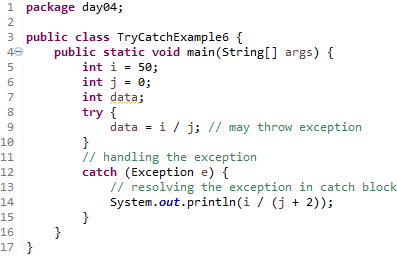 1 package day04;
2
3 public class TryCatchExample6 {
4 public static void main(String[] args) {
5 int i = 50;
6 int j = 0;
7 int data;
8 try {
9 data = i / j; // may throw exception
10 }
11 // handling the exception
12 catch (Exception e) {
13 // resolving the exception in catch block
14 System.out.println(i / (j + 2));
15 }
16 }
17 }